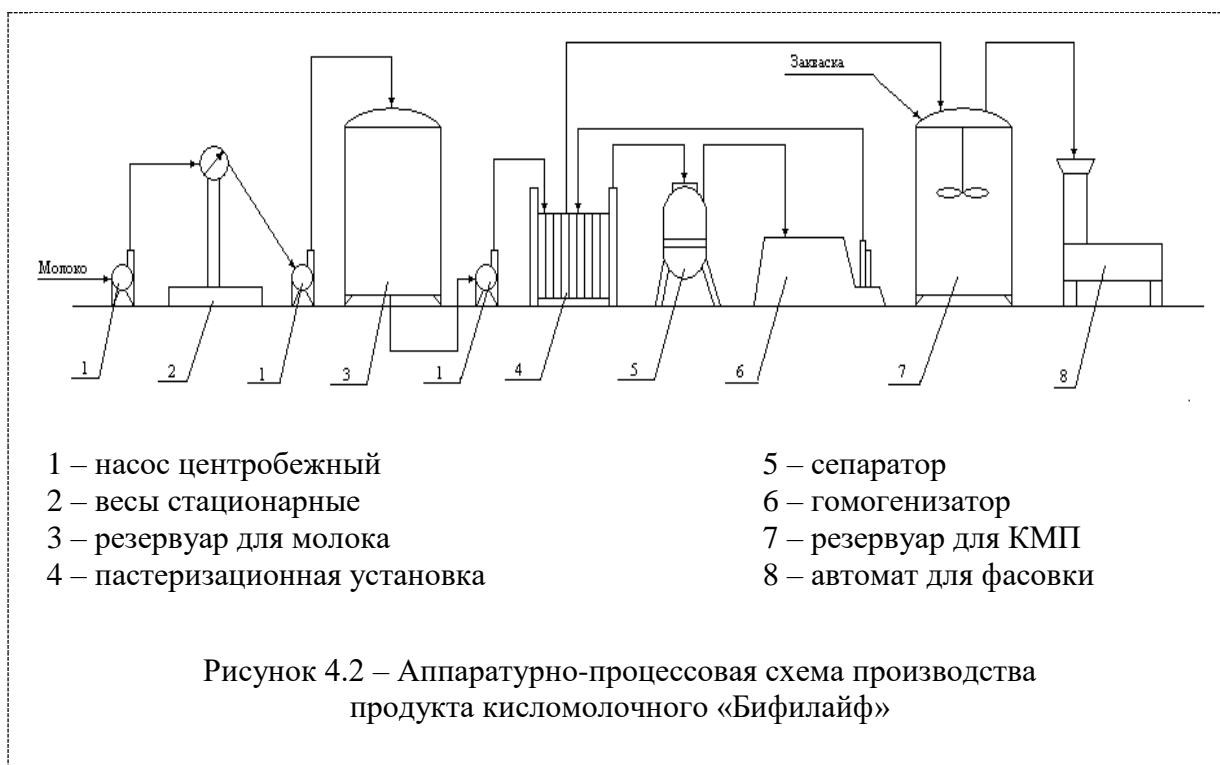 Закваска
Молоко
1
2
1
3
1
4
5
6
7
8
1 – насос центробежный
2 – весы стационарные
3 – резервуар для молока
4 – пастеризационная установка
5 – сепаратор
6 – гомогенизатор
7 – резервуар для КМП
8 – автомат для фасовки
Рисунок 4.2 – Аппаратурно-процессовая схема производства
продукта кисломолочного «Бифилайф»